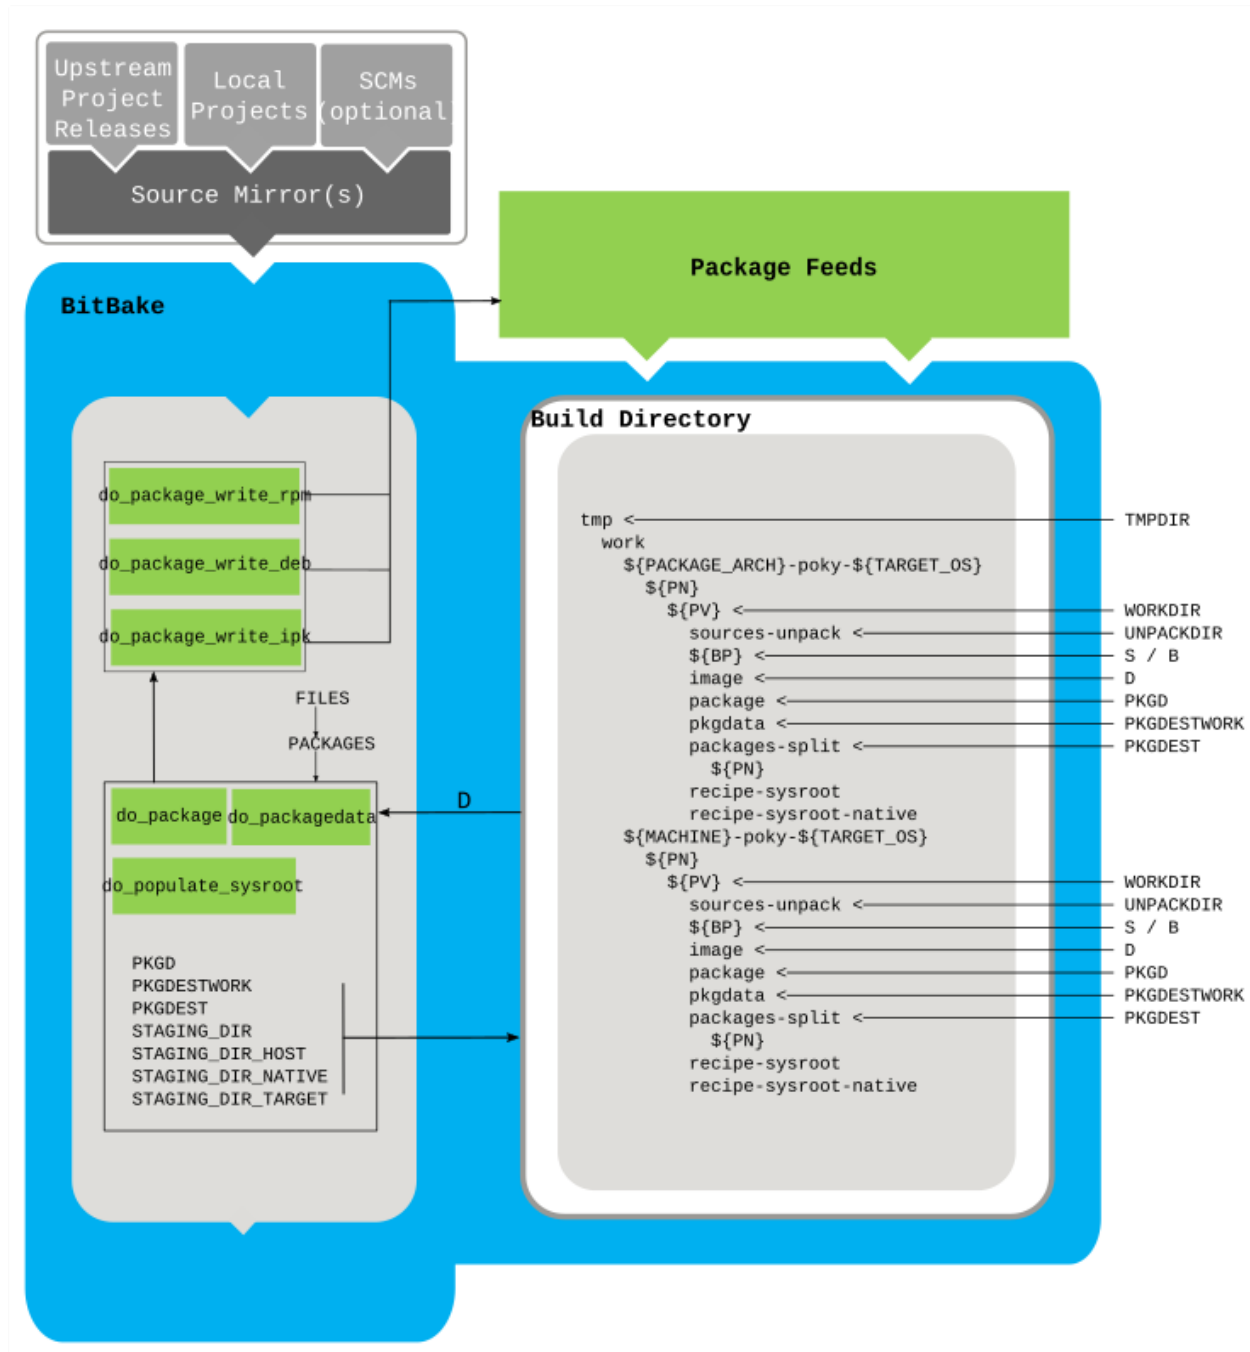 Upstream
Project
Releases
Local
Projects
SCMs
(optional)
Source Mirror(s)
Package Feeds
BitBake
Build Directory
do_package_write_rpm
do_package_write_deb
do_package_write_ipk
FILES
PACKAGES
do_package
do_packagedata
do_populate_sysroot
D
PKGD
PKGDESTWORK
PKGDEST
STAGING_DIR
STAGING_DIR_HOST
STAGING_DIR_NATIVE
STAGING_DIR_TARGET
tmp < TMPDIR
work
${PACKAGE_ARCH}-poky-${TARGET_OS}
${PN}
${PV} < WORKDIR
sources-unpack < UNPACKDIR
${BP} < S / B
image < D
package < PKGD
pkgdata < PKGDESTWORK
packages-split < PKGDEST
${PN}
recipe-sysroot
recipe-sysroot-native
${MACHINE}-poky-${TARGET_OS}
${PN}
${PV} < WORKDIR
sources-unpack < UNPACKDIR
${BP} < S / B
image < D
package < PKGD
pkgdata < PKGDESTWORK
packages-split < PKGDEST
${PN}
recipe-sysroot
recipe-sysroot-native